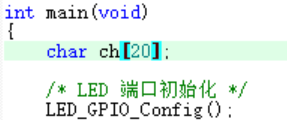 int main(void)
{
    char ch[20];
    /* LED 端口初始化 */
    LED_GPIO_Config();